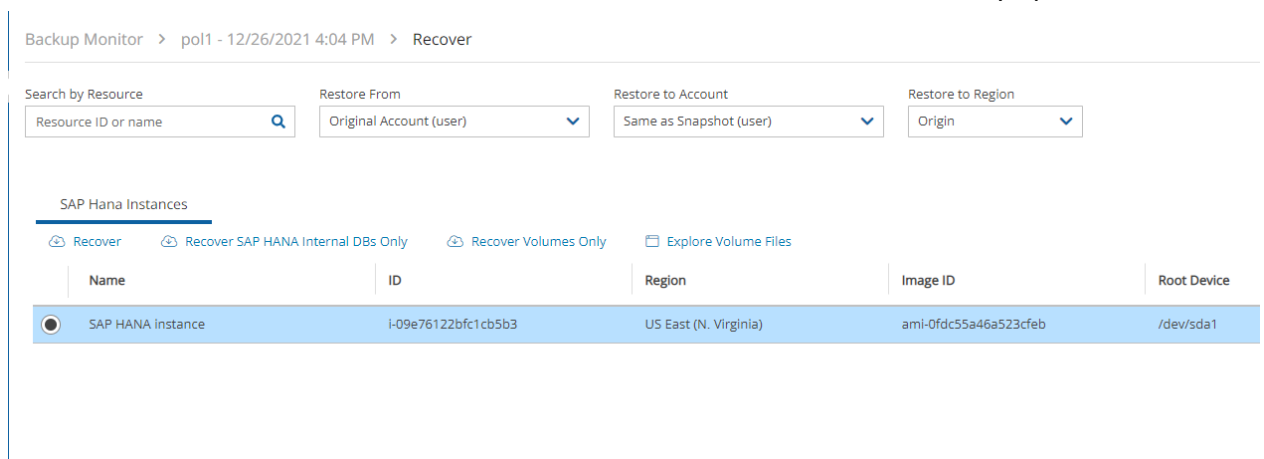 Backup Monitor > pol1 - 12/26/2021 4:04 PM > Recover
Search by Resource Restore From Restore to Account Restore to Region
Resource ID or name Original Account (user) Same as Snapshot (user) Origin
SAP Hana Instances
Recover Recover SAP HANA Internal DBs Only Recover Volumes Only Explore Volume Files
Name ID Region Image ID Root Device
SAP HANA instance i-09e76122bfc1cb5b3 US East (N. Virginia) ami-0fdc55a46a523cfeb /dev/sda1